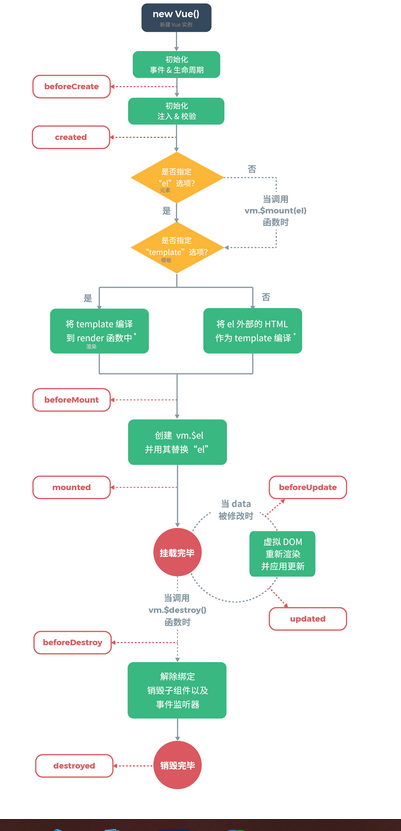 new Vue()
新建 Vue 实例
初始化
事件 & 生命周期
beforeCreate
初始化
注入 & 校验
created
是否指定
“el”选项?
元素
否
当调用
vm.$mount(el)
函数时
是
是否指定
“template”选项?
模板
是
否
将 template 编译
到 render 函数中*
渲染
将 el 外部的 HTML
作为 template 编译*
beforeMount
创建 vm.$el
并用其替换“el”
mounted
当 data
被修改时
beforeUpdate
挂载完毕
虚拟 DOM
重新渲染
并应用更新
updated
当调用
vm.$destroy()
函数时
beforeDestroy
解除绑定
销毁子组件以及
事件监听器
destroyed
销毁完毕